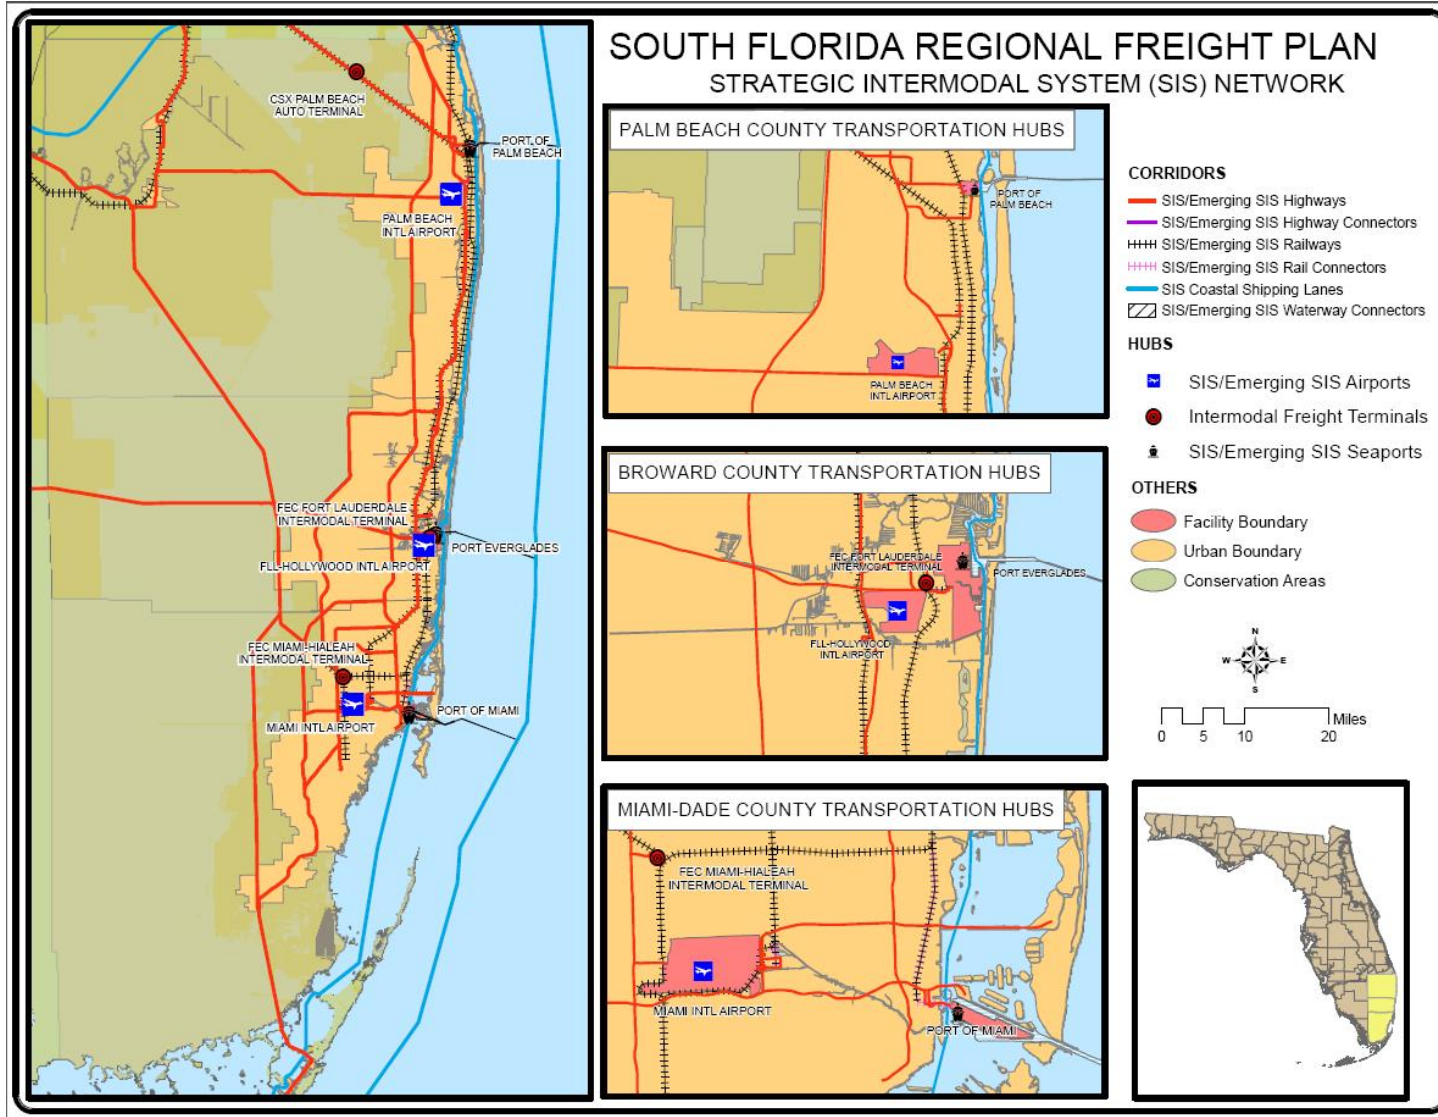 SOUTH FLORIDA REGIONAL FREIGHT PLAN
STRATEGIC INTERMODAL SYSTEM (SIS) NETWORK
CSX PALM BEACH
AUTO TERMINAL
PORT OF
PALM BEACH
PALM BEACH
INTL AIRPORT
FEC FORT LAUDERDALE
INTERMODAL TERMINAL
PORT EVERGLADES
FLL-HOLLYWOOD INTL AIRPORT
FEC MIAMI-HIALEAH
INTERMODAL TERMINAL
PORT OF MIAMI
MIAMI INTL AIRPORT
PALM BEACH COUNTY TRANSPORTATION HUBS
PORT OF
PALM BEACH
PALM BEACH
INTL AIRPORT
BROWARD COUNTY TRANSPORTATION HUBS
FEC FORT LAUDERDALE
INTERMODAL TERMINAL
PORT EVERGLADES
FLL-HOLLYWOOD
INTL AIRPORT
MIAMI-DADE COUNTY TRANSPORTATION HUBS
FEC MIAMI-HIALEAH
INTERMODAL TERMINAL
MIAMI INTL AIRPORT
PORT OF MIAMI
CORRIDORS
SIS/Emerging SIS Highways
SIS/Emerging SIS Highway Connectors
SIS/Emerging SIS Railways
SIS/Emerging SIS Rail Connectors
SIS Coastal Shipping Lanes
SIS/Emerging SIS Waterway Connectors
HUBS
SIS/Emerging SIS Airports
Intermodal Freight Terminals
SIS/Emerging SIS Seaports
OTHERS
Facility Boundary
Urban Boundary
Conservation Areas
N
W E
S
Miles
0 5 10 20